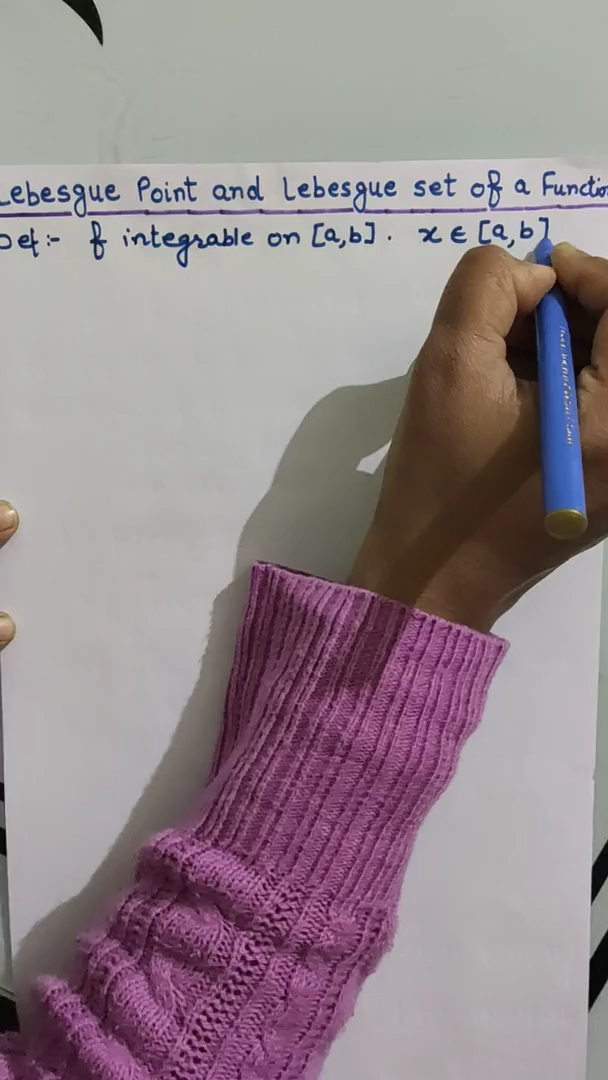 Lebesgue Point and Lebesgue set of a Function
Def:- f integrable on [a,b]. x ∈ [a,b]